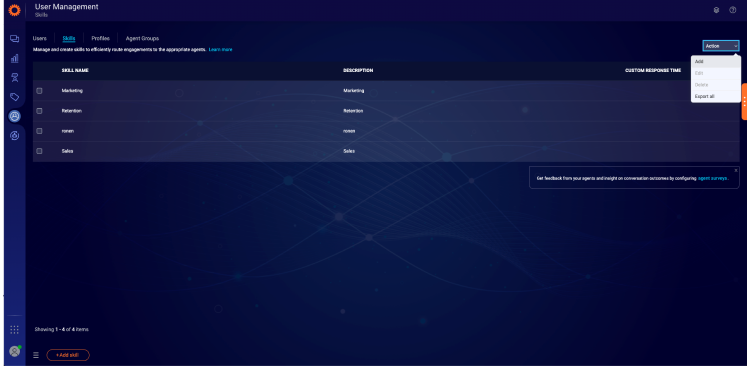 User Management
Skills
Users
Skills
Profiles
Agent Groups
Manage and create skills to efficiently route engagements to the appropriate agents. Learn more
Action
Add
Edit
Delete
Export all
SKILL NAME DESCRIPTION CUSTOM RESPONSE TIME
Marketing Marketing
Retention Retention
ronen ronen
Sales Sales
Get feedback from your agents and insight on conversation outcomes by configuring agent surveys.
Showing 1 - 4 of 4 items
+Add skill